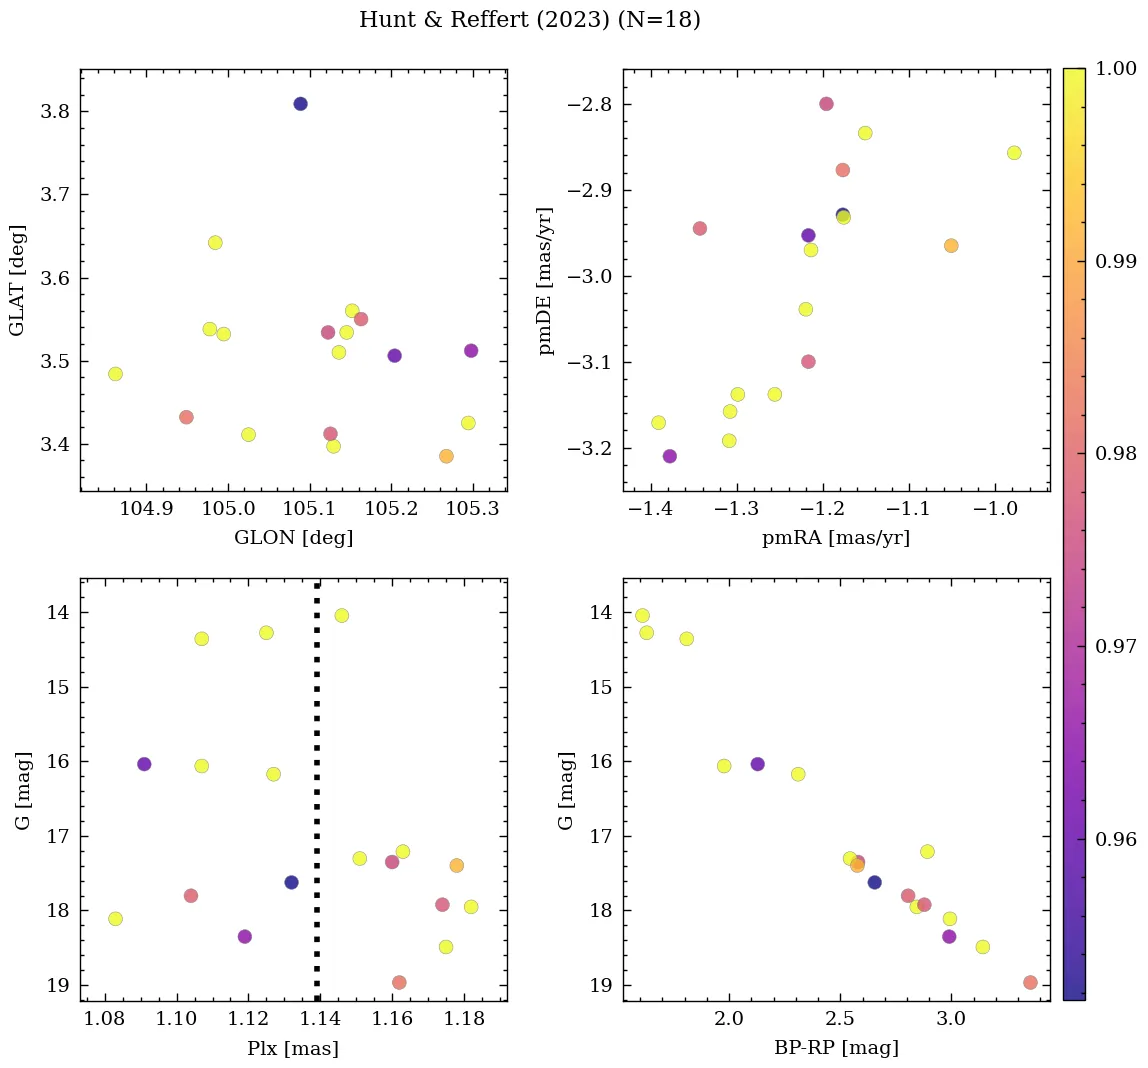 Hunt & Reffert (2023) (N=18)
3.8
3.7
3.6
3.5
3.4
GLAT [deg]
104.9 105.0 105.1 105.2 105.3
GLON [deg]
−2.8
−2.9
−3.0
−3.1
−3.2
pmDE [mas/yr]
−1.4 −1.3 −1.2 −1.1 −1.0
pmRA [mas/yr]
1.00
0.99
0.98
0.97
0.96
14
15
16
17
18
19
G [mag]
1.08 1.10 1.12 1.14 1.16 1.18
Plx [mas]
14
15
16
17
18
19
G [mag]
2.0 2.5 3.0
BP-RP [mag]